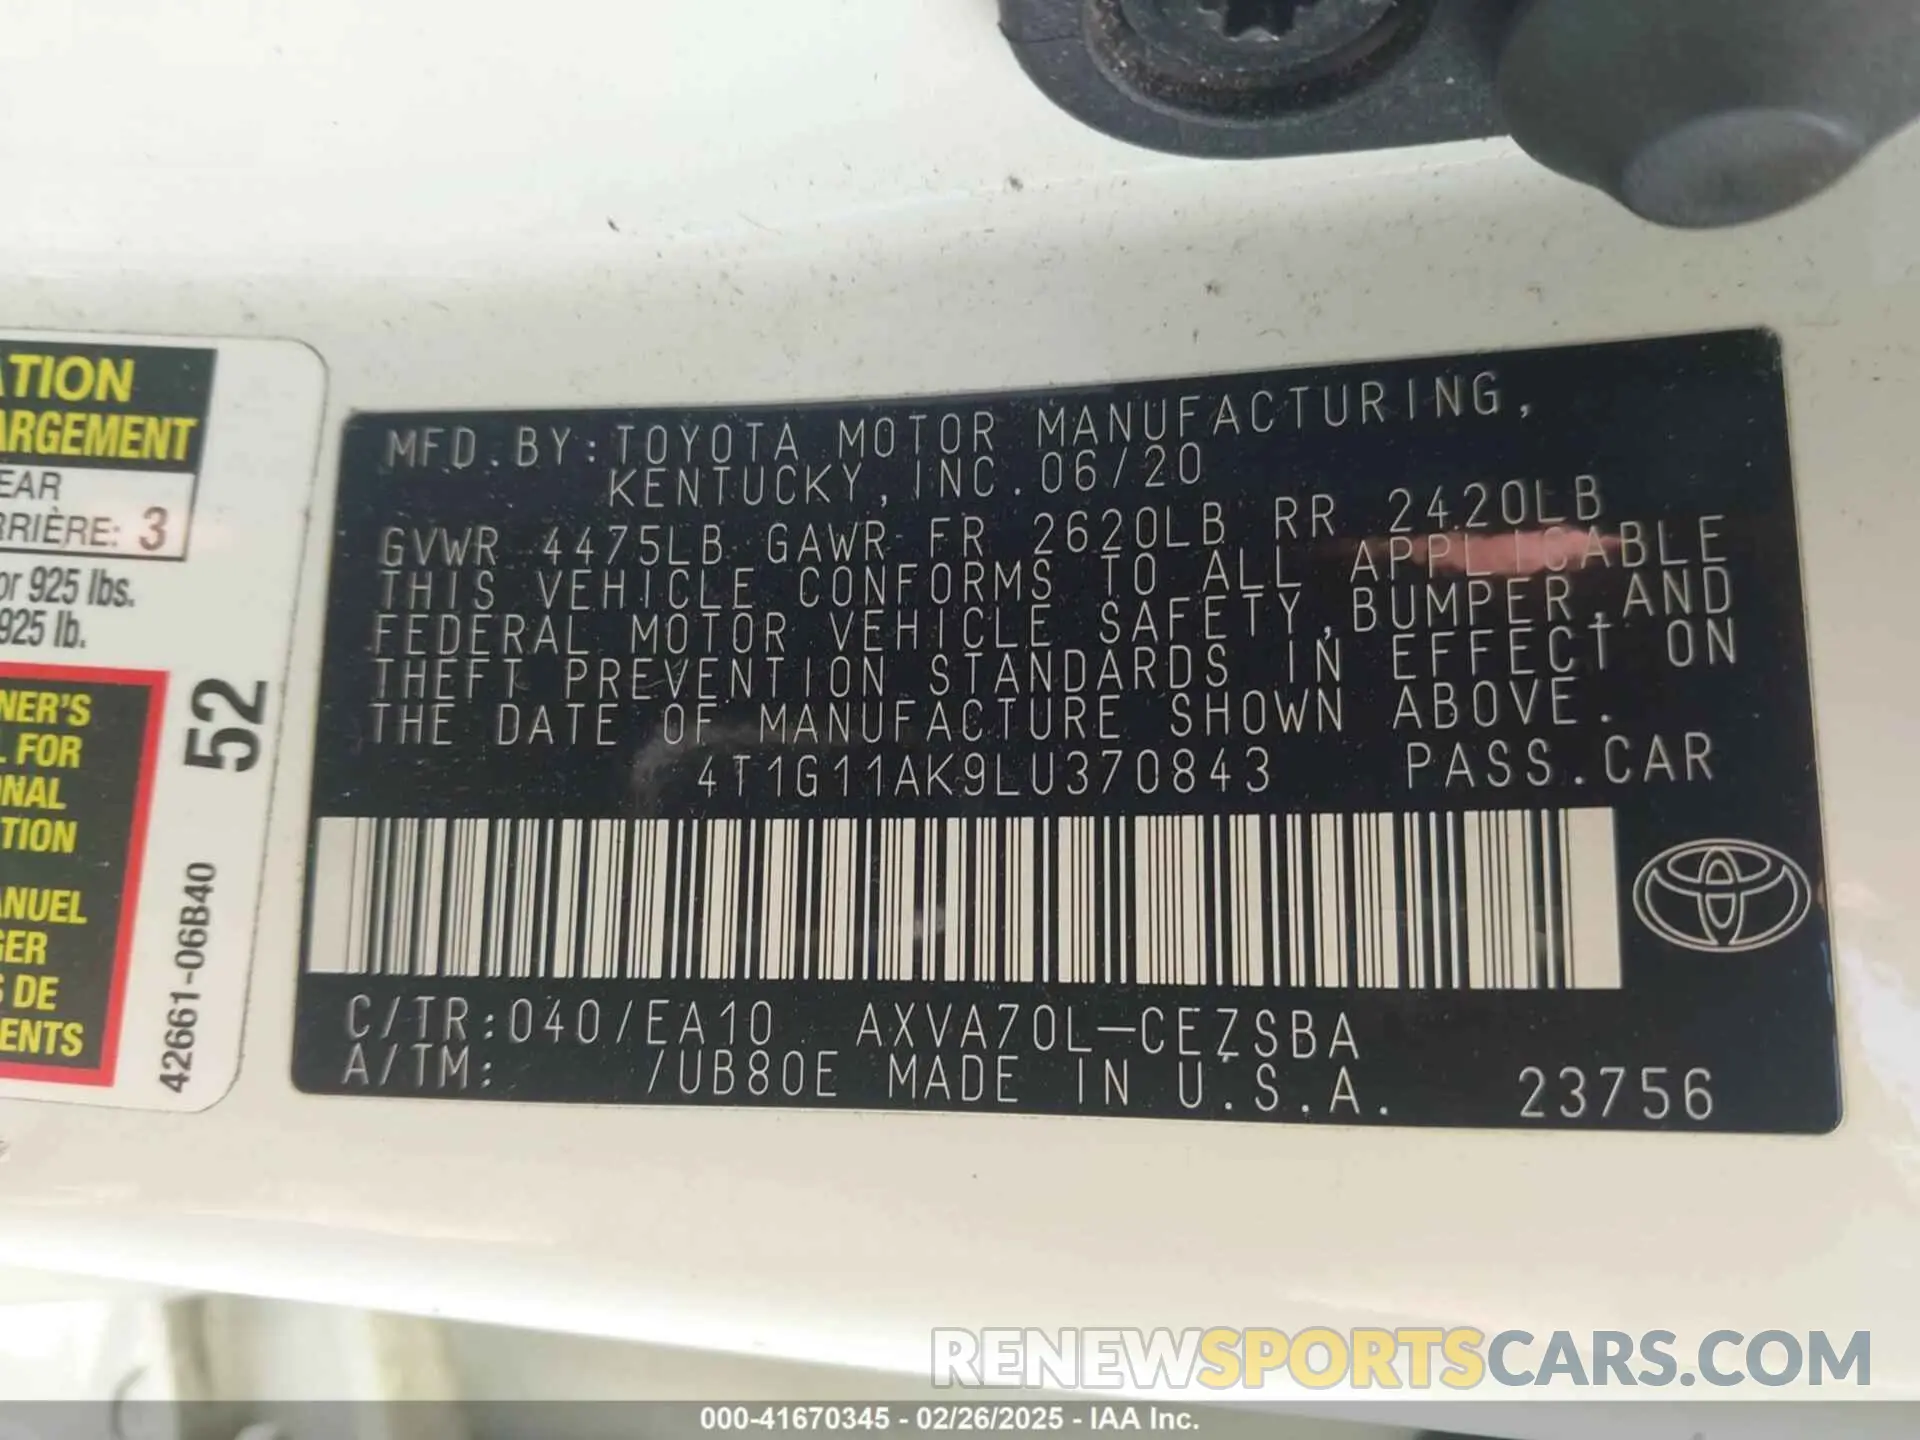 ATION
ARGEMENT
EAR
RRIÈRE: 3
or 925 lbs.
925 lb.
NER'S
L FOR
NAL
TION
ANUEL
GER
S DE
ENTS
52
42661-06B40
MFD.BY:TOYOTA MOTOR MANUFACTURING,
KENTUCKY,INC.06/20
GVWR 4475LB GAWR FR 2620LB RR 2420LB
THIS VEHICLE CONFORMS TO ALL APPLICABLE
FEDERAL MOTOR VEHICLE SAFETY,BUMPER,AND
THEFT PREVENTION STANDARDS IN EFFECT ON
THE DATE OF MANUFACTURE SHOWN ABOVE.
4T1G11AK9LU370843 PASS.CAR
C/TR:040/EA10 AXVA70L-CEZSBA
A/TM: /UB80E MADE IN U.S.A. 23756
RENEWSPORTSCARS.COM
000-41670345 - 02/26/2025 - IAA Inc.